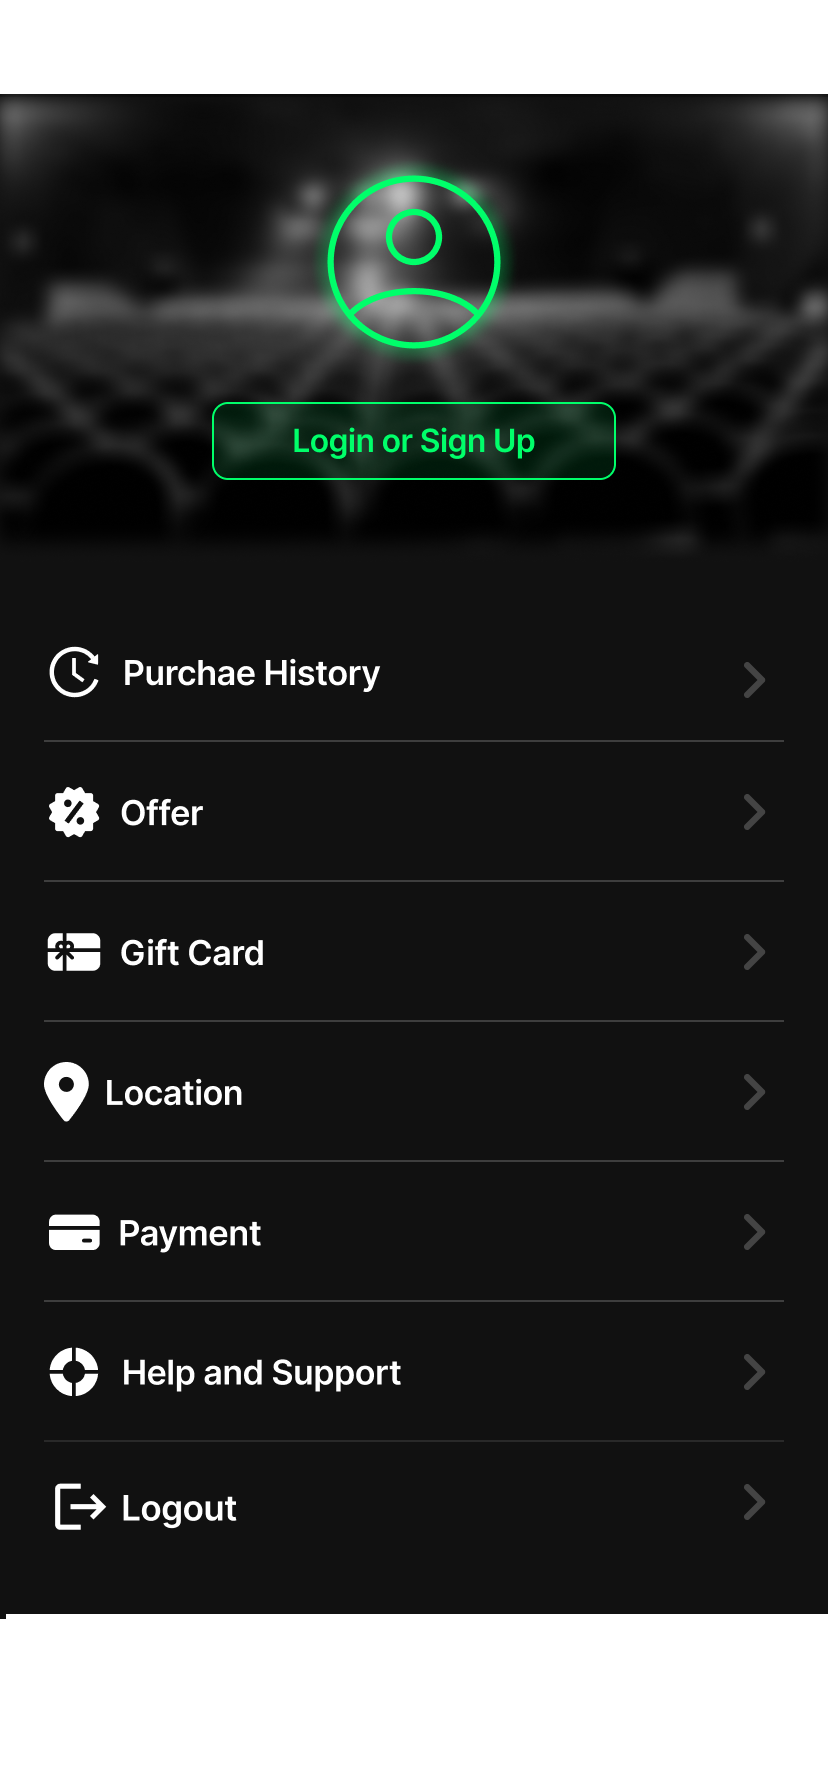 Login or Sign Up
Purchae History
Offer
Gift Card
Location
Payment
Help and Support
Logout